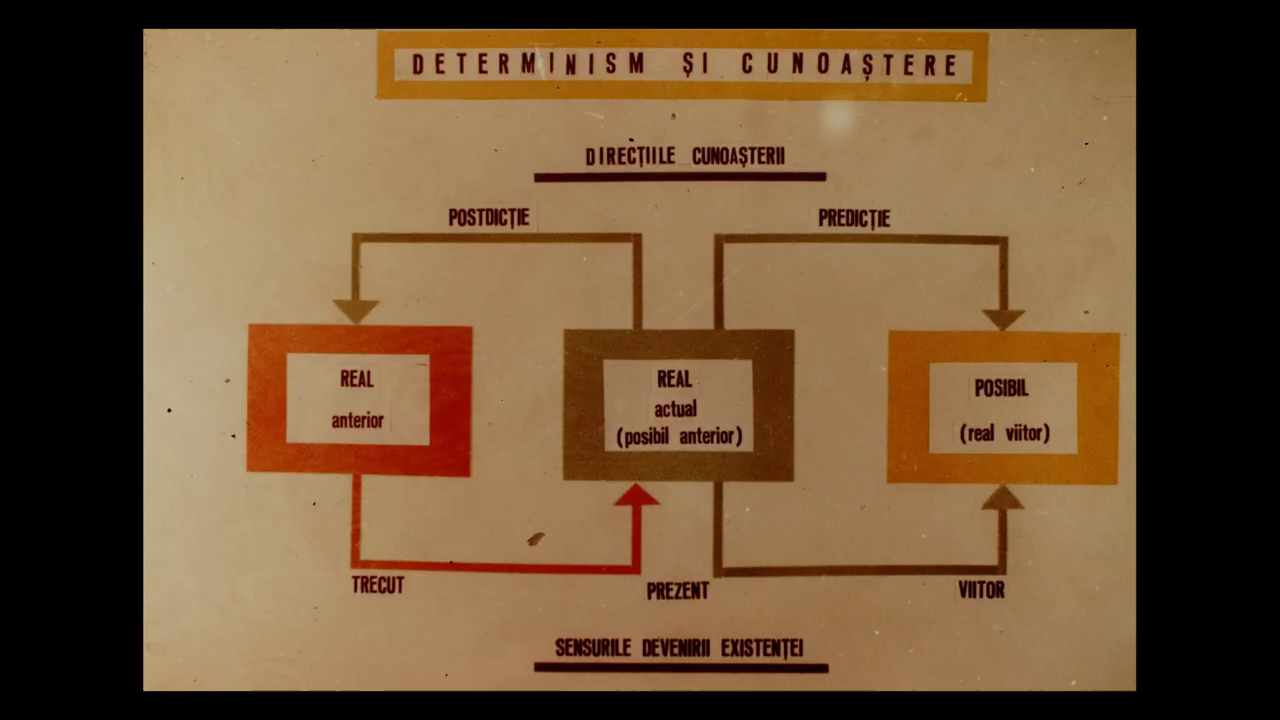 DETERMINISM ŞI CUNOAŞTERE
DIRECŢIILE CUNOAŞTERII
POSTDICŢIE
PREDICŢIE
REAL
anterior
REAL
actual
(posibil anterior)
POSIBIL
(real viitor)
TRECUT
PREZENT
VIITOR
SENSURILE DEVENIRII EXISTENŢEI